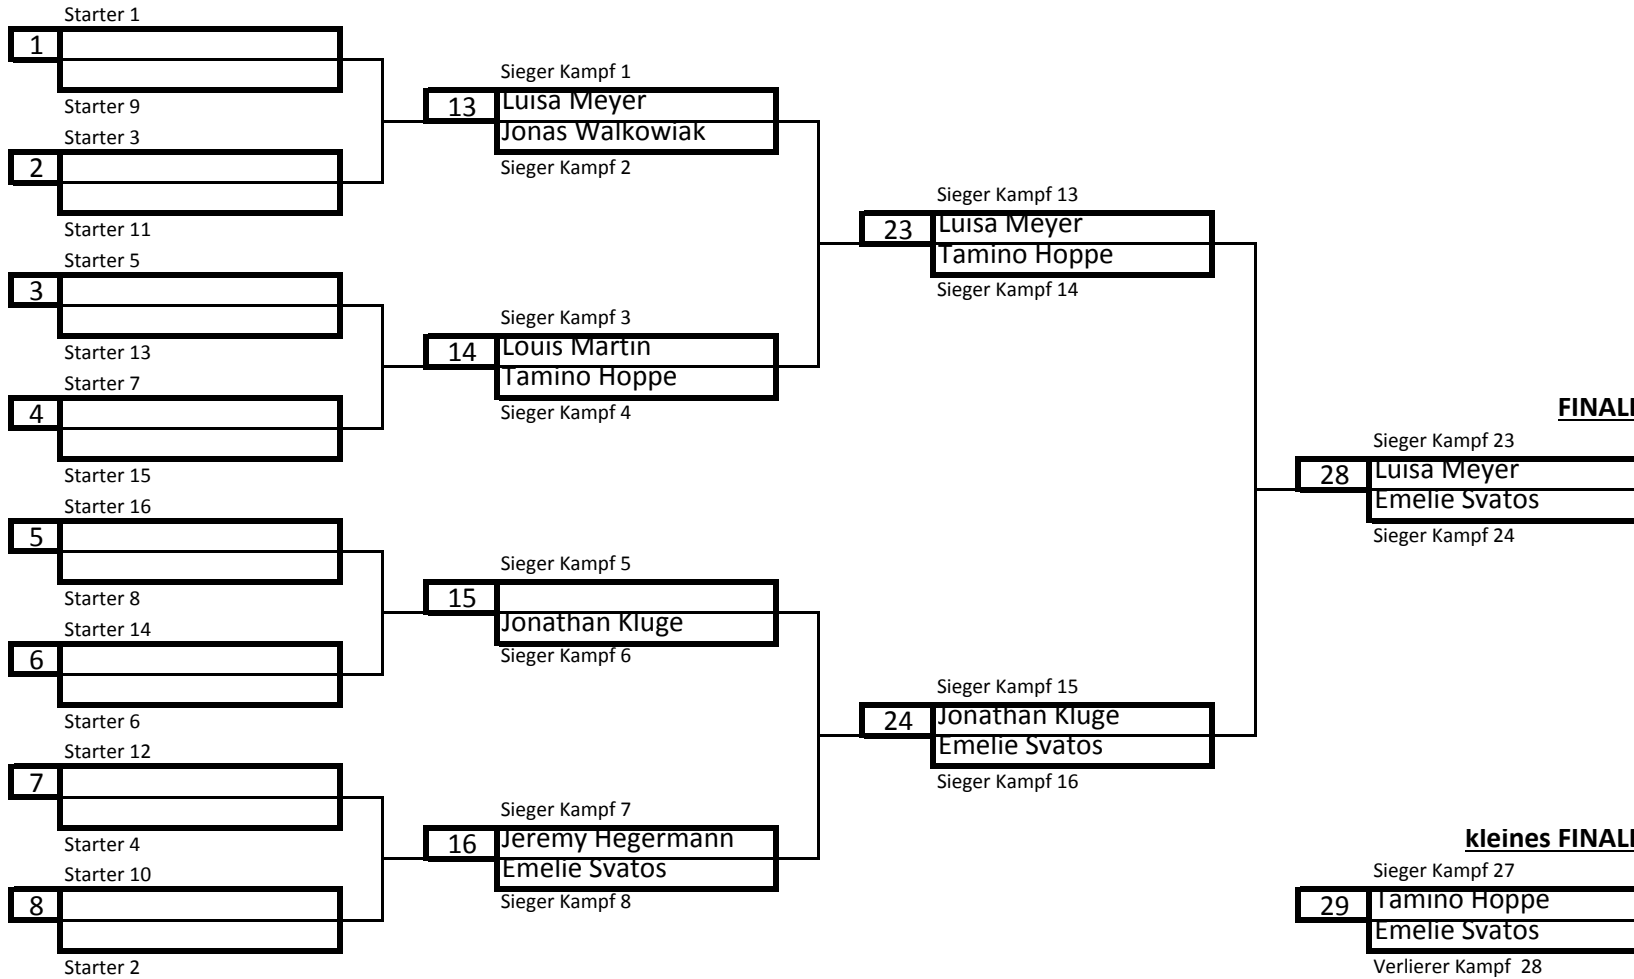 Starter 1
1
Starter 9
Starter 3
2
Starter 11
Starter 5
3
Starter 13
Starter 7
4
Starter 15
Starter 16
5
Starter 8
Starter 14
6
Starter 6
Starter 12
7
Starter 4
Starter 10
8
Starter 2
Sieger Kampf 1
13 Luisa Meyer
Jonas Walkowiak
Sieger Kampf 2
Sieger Kampf 3
14 Louis Martin
Tamino Hoppe
Sieger Kampf 4
Sieger Kampf 5
15
Jonathan Kluge
Sieger Kampf 6
Sieger Kampf 7
16 Jeremy Hegermann
Emelie Svatos
Sieger Kampf 8
Sieger Kampf 13
23 Luisa Meyer
Tamino Hoppe
Sieger Kampf 14
Sieger Kampf 15
24 Jonathan Kluge
Emelie Svatos
Sieger Kampf 16
FINAL
Sieger Kampf 23
28 Luisa Meyer
Emelie Svatos
Sieger Kampf 24
kleines FINAL
Sieger Kampf 27
29 Tamino Hoppe
Emelie Svatos
Verlierer Kampf 28